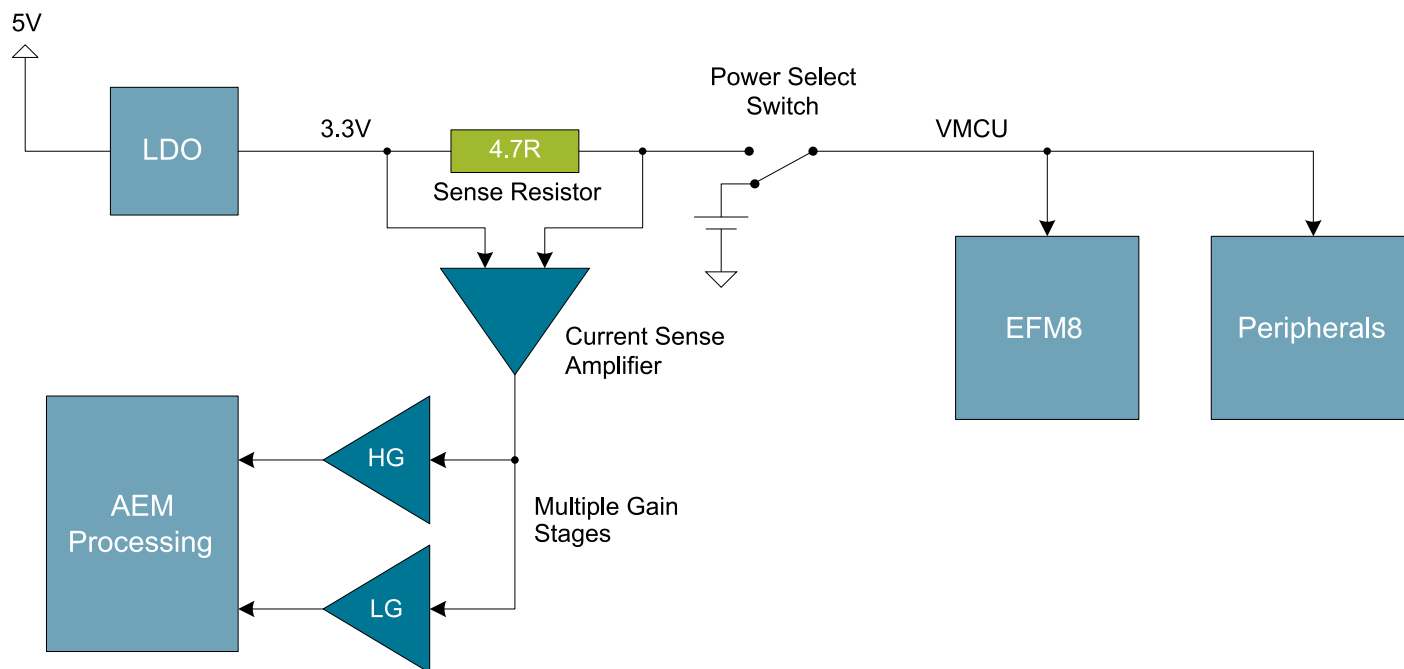 5V
LDO
3.3V
4.7R
Sense Resistor
Power Select
Switch
VMCU
EFM8
Peripherals
Current Sense
Amplifier
HG
LG
Multiple Gain
Stages
AEM
Processing